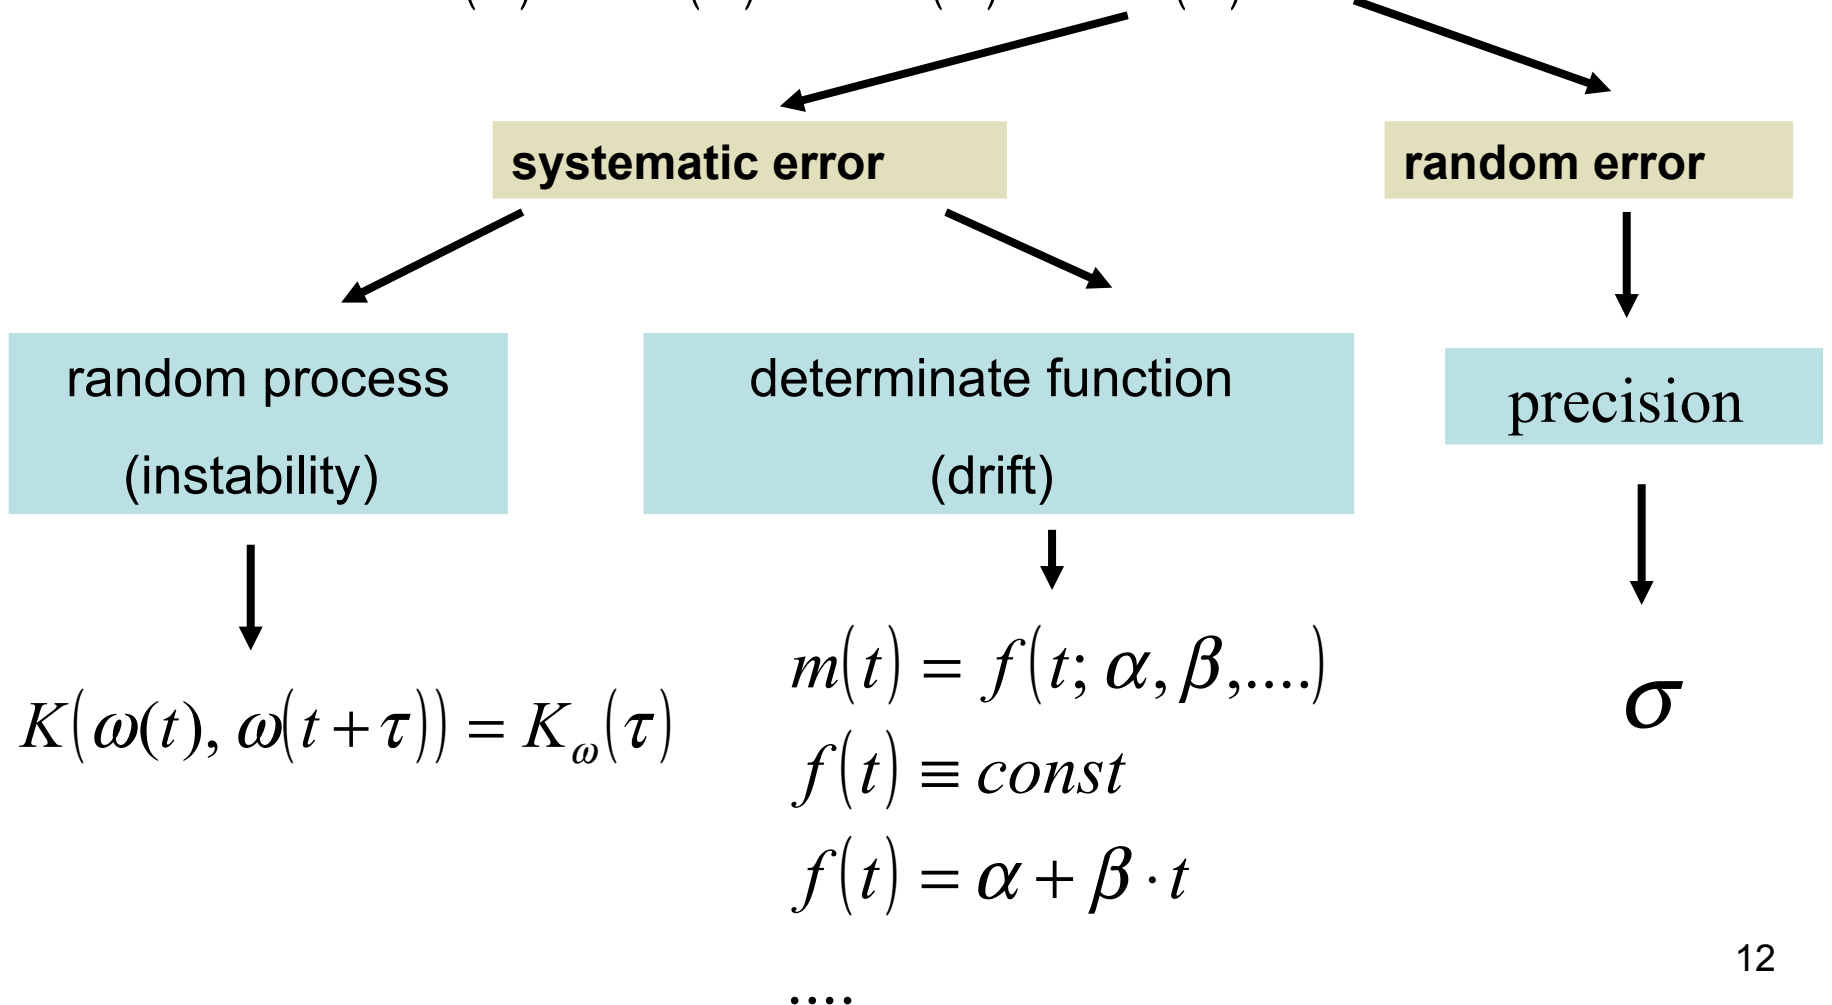 systematic error
random error
random process
(instability)
determinate function
(drift)
precision
K(ω(t), ω(t + τ)) = K_ω(τ)
m(t) = f(t; α, β,....)
f(t) ≡ const
f(t) = α + β · t
....
σ
12